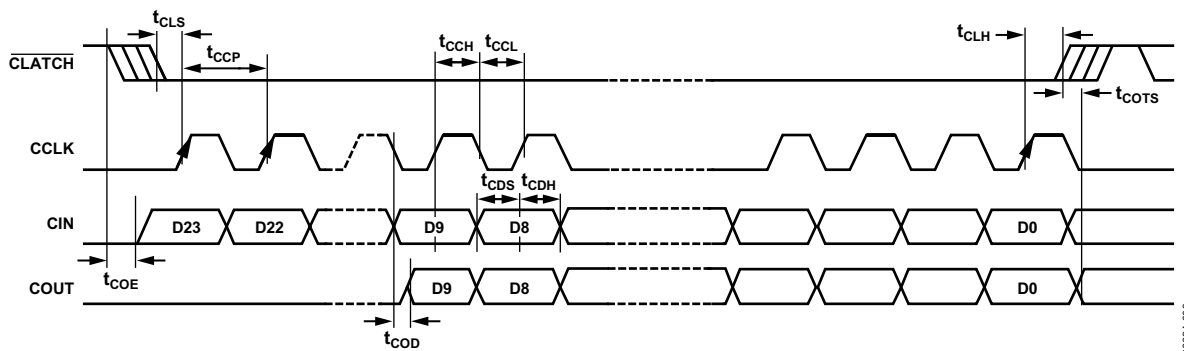 tCLS
tCCP
tCCH tCCL
tCLH
CLATCH
tCOTS
CCLK
tCDS tCDH
CIN D23 D22 D9 D8 D0
tCOE
COUT D9 D8 D0
tCOD